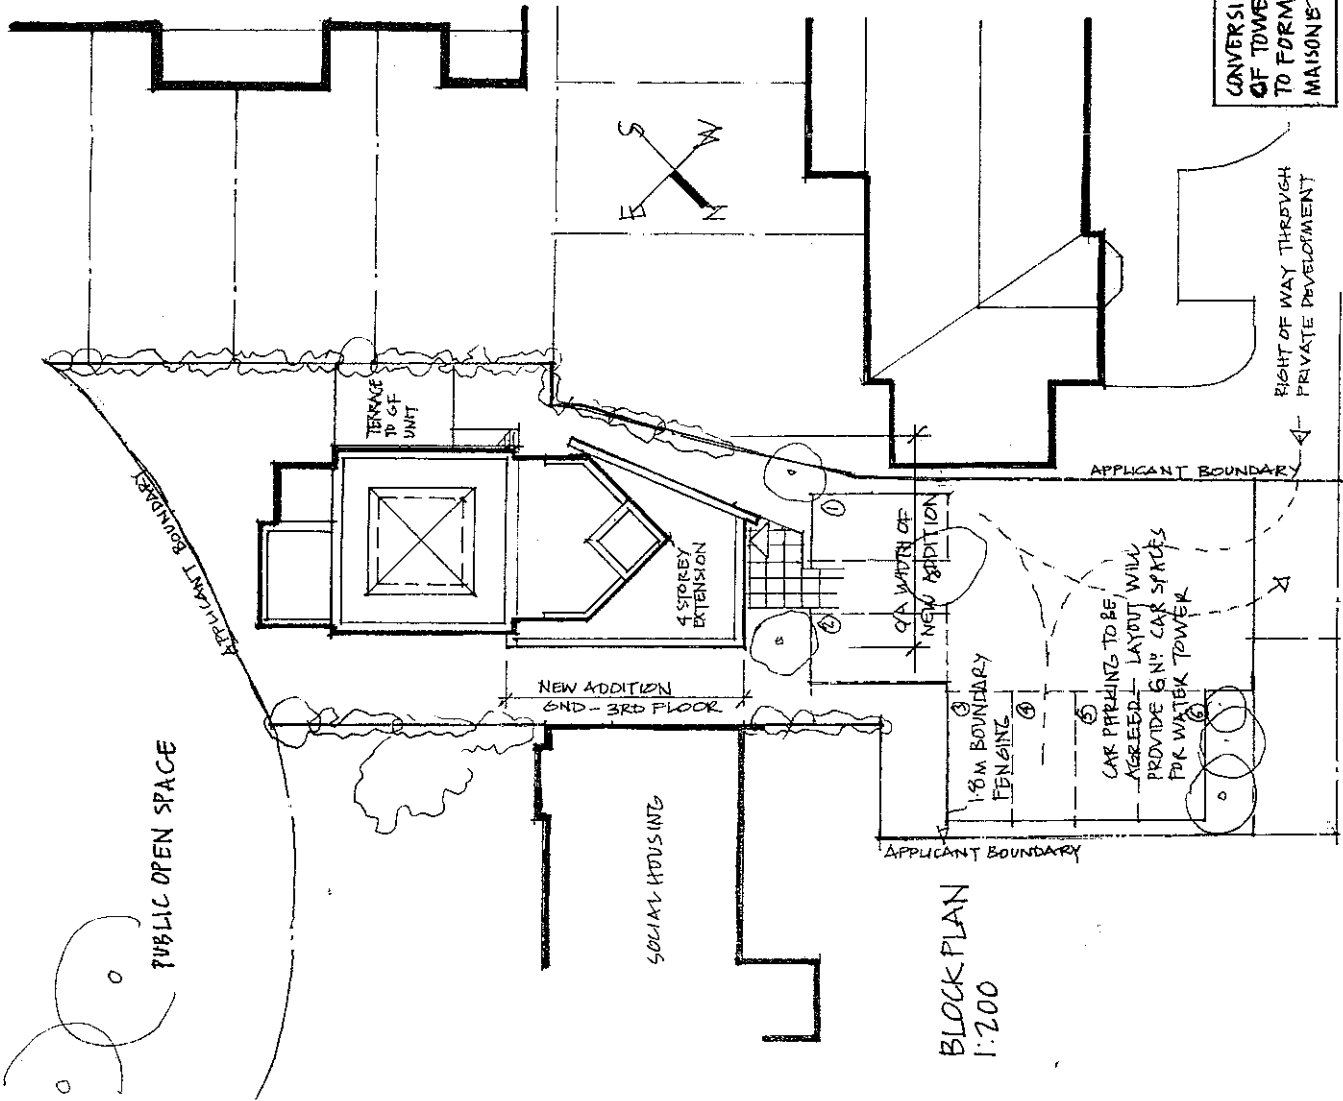 CONVERSI
OF TOWE
TO FORM
MAISONET
S
E
W
N
TERRACE
TO GF
UNIT
RIGHT OF WAY THROUGH
PRIVATE DEVELOPMENT
APPLICANT BOUNDARY
APPLICANT BOUNDARY
4 STOREY
EXTENSION
①
②
O/A WIDTH OF
NEW ADDITION
NEW ADDITION
GND - 3RD FLOOR
③
1.8M BOUNDARY
FENCING
④
⑤
⑥
CAR PARKING TO BE
AGREED - LAYOUT WILL
PROVIDE 6 Nº CAR SPACES
FOR WATER TOWER
PUBLIC OPEN SPACE
SOCIAL HOUSING
APPLICANT BOUNDARY
BLOCK PLAN
1:200